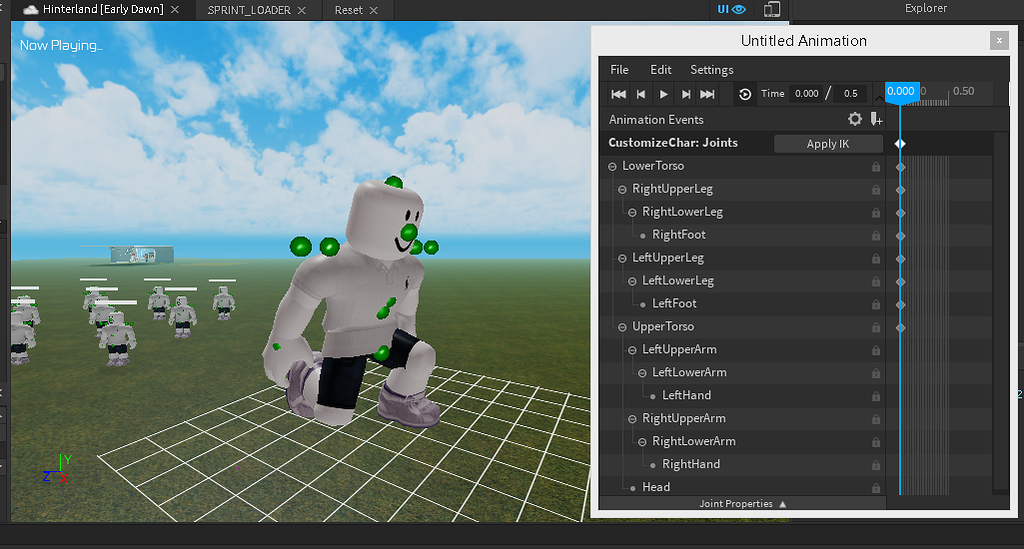 Hinterland [Early Dawn] ×
SPRINT_LOADER ×
Reset ×
UI
Explorer
Now Playing...
Untitled Animation
x
File Edit Settings
Time 0.000 / 0.5
0.000 0 0.50
Animation Events
CustomizeChar: Joints Apply IK
LowerTorso
RightUpperLeg
RightLowerLeg
RightFoot
LeftUpperLeg
LeftLowerLeg
LeftFoot
UpperTorso
LeftUpperArm
LeftLowerArm
LeftHand
RightUpperArm
RightLowerArm
RightHand
Head
Joint Properties ▲
Y
Z X
2